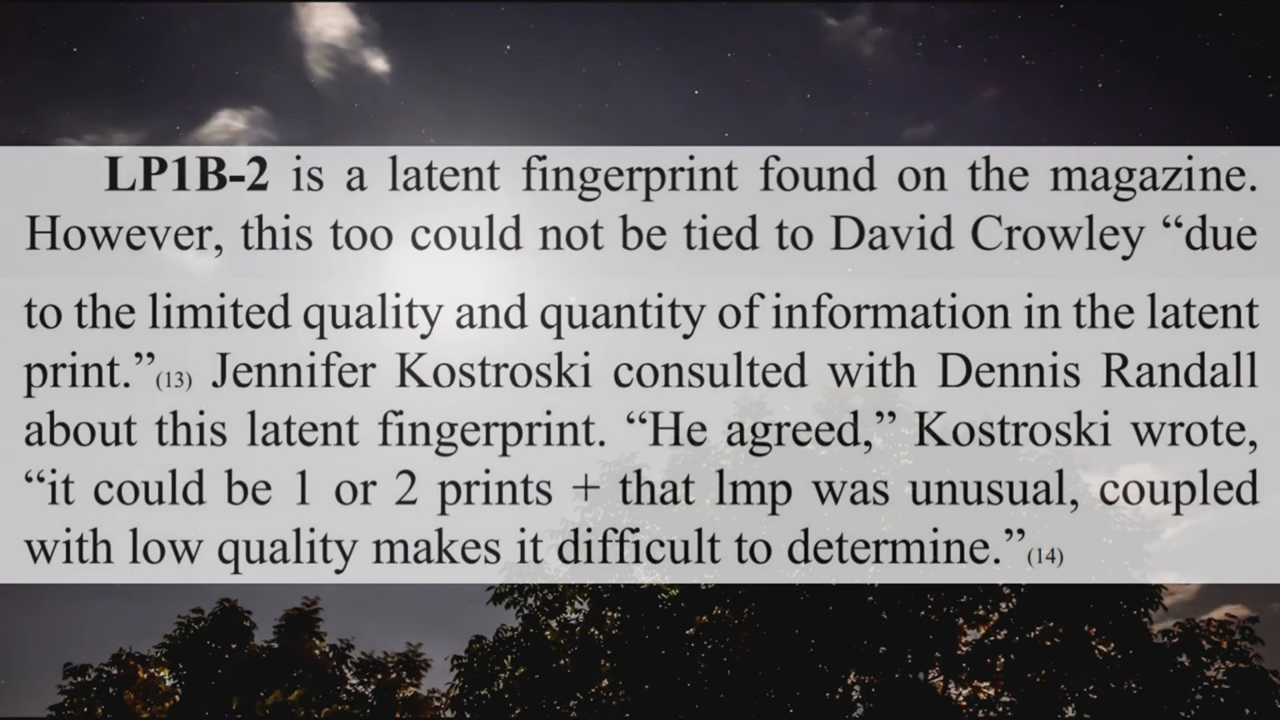 LP1B-2 is a latent fingerprint found on the magazine.
However, this too could not be tied to David Crowley “due
to the limited quality and quantity of information in the latent
print.”(13) Jennifer Kostroski consulted with Dennis Randall
about this latent fingerprint. “He agreed,” Kostroski wrote,
“it could be 1 or 2 prints + that lmp was unusual, coupled
with low quality makes it difficult to determine.”(14)